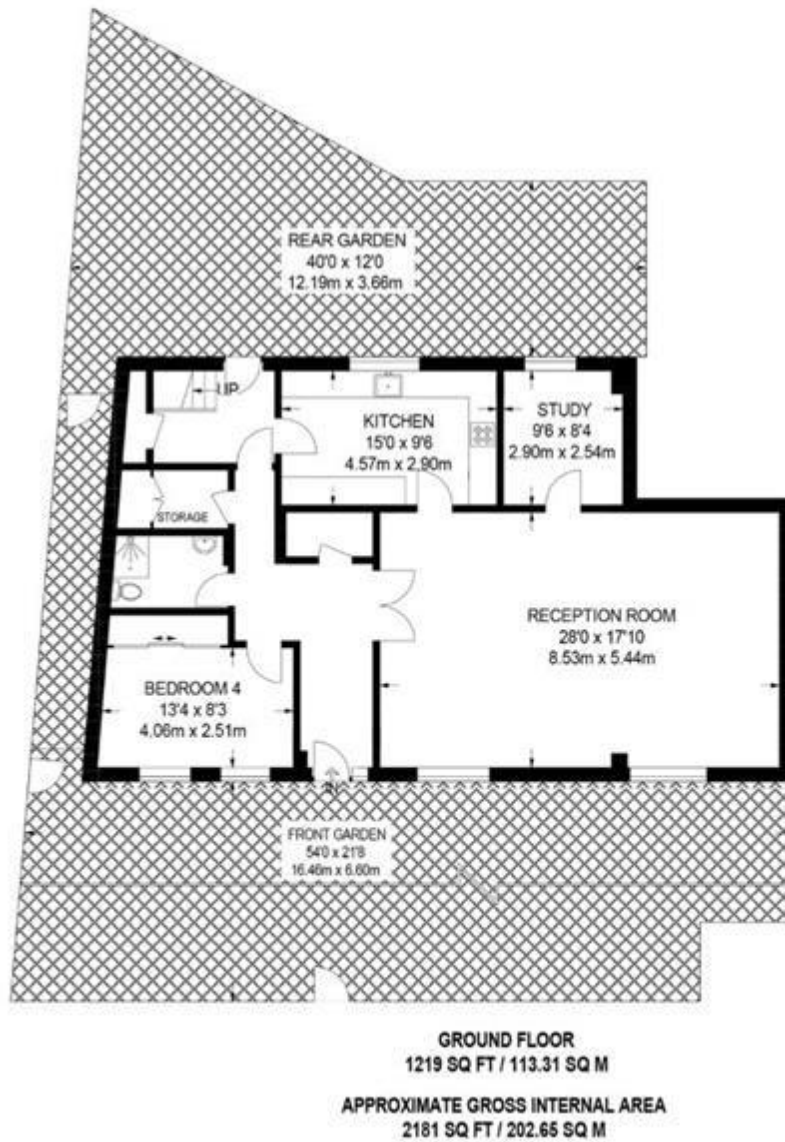 REAR GARDEN
40'0 x 12'0
12.19m x 3.66m
UP
KITCHEN
15'0 x 9'6
4.57m x 2.90m
STUDY
9'6 x 8'4
2.90m x 2.54m
STORAGE
RECEPTION ROOM
28'0 x 17'10
8.53m x 5.44m
BEDROOM 4
13'4 x 8'3
4.06m x 2.51m
IN
FRONT GARDEN
54'0 x 21'8
16.46m x 6.60m
GROUND FLOOR
1219 SQ FT / 113.31 SQ M
APPROXIMATE GROSS INTERNAL AREA
2181 SQ FT / 202.65 SQ M